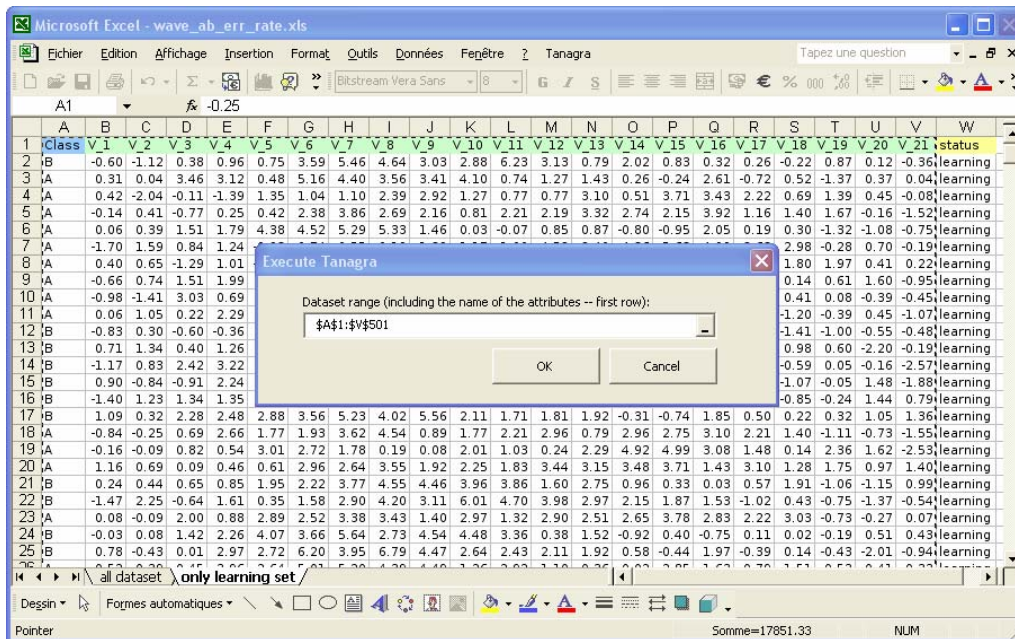 Microsoft Excel - wave_ab_err_rate.xls
Fichier Edition Affichage Insertion Format Outils Données Fenêtre ? Tanagra Tapez une question
Bitstream Vera Sans 8 G I S € % 000
A1 fx -0.25
A B C D E F G H I J K L M N O P Q R S T U V W
1 Class V_1 V_2 V_3 V_4 V_5 V_6 V_7 V_8 V_9 V_10 V_11 V_12 V_13 V_14 V_15 V_16 V_17 V_18 V_19 V_20 V_21 status
2 B -0.60 -1.12 0.38 0.96 0.75 3.59 5.46 4.64 3.03 2.88 6.23 3.13 0.79 2.02 0.83 0.32 0.26 -0.22 0.87 0.12 -0.36 learning
3 A 0.31 0.04 3.46 3.12 0.48 5.16 4.40 3.56 3.41 4.10 0.74 1.27 1.43 0.26 -0.24 2.61 -0.72 0.52 -1.37 0.37 0.04 learning
4 A 0.42 -2.04 -0.11 -1.39 1.35 1.04 1.10 2.39 2.92 1.27 0.77 0.77 3.10 0.51 3.71 3.43 2.22 0.69 1.39 0.45 -0.08 learning
5 A -0.14 0.41 -0.77 0.25 0.42 2.38 3.86 2.69 2.16 0.81 2.21 2.19 3.32 2.74 2.15 3.92 1.16 1.40 1.67 -0.16 -1.52 learning
6 A 0.06 0.39 1.51 1.79 4.38 4.52 5.29 5.33 1.46 0.03 -0.07 0.85 0.87 -0.80 -0.95 2.05 0.19 0.30 -1.32 -1.08 -0.75 learning
7 A -1.70 1.59 0.84 1.24 2.98 -0.28 0.70 -0.19 learning
8 A 0.40 0.65 -1.29 1.01 1.80 1.97 0.41 0.22 learning
9 A -0.66 0.74 1.51 1.99 0.14 0.61 1.60 -0.95 learning
10 A -0.98 -1.41 3.03 0.69 0.41 0.08 -0.39 -0.45 learning
11 A 0.06 1.05 0.22 2.29 -1.20 -0.39 0.45 -1.07 learning
12 B -0.83 0.30 -0.60 -0.36 -1.41 -1.00 -0.55 -0.48 learning
13 B 0.71 1.34 0.40 1.26 0.98 0.60 -2.20 -0.19 learning
14 B -1.17 0.83 2.42 3.22 -0.59 0.05 -0.16 -2.57 learning
15 B 0.90 -0.84 -0.91 2.24 -1.07 -0.05 1.48 -1.88 learning
16 B -1.40 1.23 1.34 1.35 -0.85 -0.24 1.44 0.79 learning
Execute Tanagra
Dataset range (including the name of the attributes -- first row):
$A$1:$V$501
OK Cancel
17 B 1.09 0.32 2.28 2.48 2.88 3.56 5.23 4.02 5.56 2.11 1.71 1.81 1.92 -0.31 -0.74 1.85 0.50 0.22 0.32 1.05 1.36 learning
18 A -0.84 -0.25 0.69 2.66 1.77 1.93 3.62 4.54 0.89 1.77 2.21 2.96 0.79 2.96 2.75 3.10 2.21 1.40 -1.11 -0.73 -1.55 learning
19 A -0.16 -0.09 0.82 0.54 3.01 2.72 1.78 0.19 0.08 2.01 1.03 0.24 2.29 4.92 4.99 3.08 1.48 0.14 2.36 1.62 -2.53 learning
20 A 1.16 0.69 0.09 0.46 0.61 2.96 2.64 3.55 1.92 2.25 1.83 3.44 3.15 3.48 3.71 1.43 3.10 1.28 1.75 0.97 1.40 learning
21 B 0.24 0.44 0.65 0.85 1.95 2.22 3.77 4.55 4.46 3.96 3.86 1.60 2.75 0.96 0.33 0.03 0.57 1.91 -1.06 -1.15 0.99 learning
22 B -1.47 2.25 -0.64 1.61 0.35 1.58 2.90 4.20 3.11 6.01 4.70 3.98 2.97 2.15 1.87 1.53 -1.02 0.43 -0.75 -1.37 -0.54 learning
23 A 0.08 -0.09 2.00 0.88 2.89 2.52 3.38 3.43 1.40 2.97 1.32 2.90 2.51 2.65 3.78 2.83 2.22 3.03 -0.73 -0.27 0.07 learning
24 B -0.03 0.08 1.42 2.26 4.07 3.66 5.64 2.73 4.54 4.48 3.36 0.38 1.52 -0.92 0.40 -0.75 0.11 0.02 -0.19 0.51 0.43 learning
25 B 0.78 -0.43 0.01 2.97 2.72 6.20 3.95 6.79 4.47 2.64 2.43 2.11 1.92 0.58 -0.44 1.97 -0.39 0.14 -0.43 -2.01 -0.94 learning
all dataset only learning set
Dessin Formes automatiques
Pointer Somme=17851.33 NUM